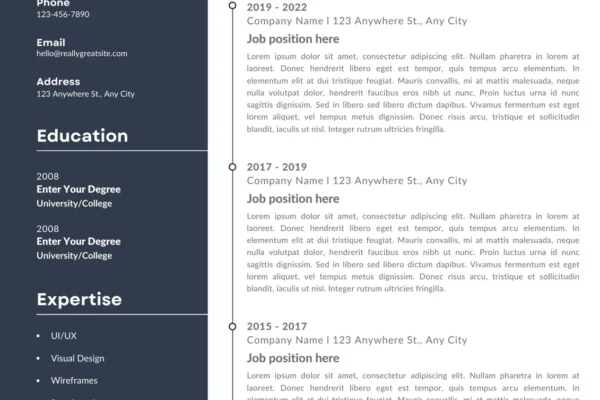 Phone
123-456-7890
Email
hello@reallygreatsite.com
Address
123 Anywhere St., Any City
Education
2008
Enter Your Degree
University/College
2008
Enter Your Degree
University/College
Expertise
• UI/UX
• Visual Design
• Wireframes
2019 - 2022
Company Name l 123 Anywhere St., Any City
Job position here
Lorem ipsum dolor sit amet, consectetur adipiscing elit. Nullam pharetra in lorem at
laoreet. Donec hendrerit libero eget est tempor, quis tempus arcu elementum. In
elementum elit at dui tristique feugiat. Mauris convallis, mi at mattis malesuada, neque
nulla volutpat dolor, hendrerit faucibus eros nibh ut nunc. Proin luctus urna id nunc
sagittis dignissim. Sed in libero sed libero dictum dapibus. Vivamus fermentum est eget
lorem aliquet, vel tempus metus dignissim. Donec risus arcu, tristique et sollicitudin
blandit, iaculis ut nisl. Integer rutrum ultricies fringilla.
2017 - 2019
Company Name l 123 Anywhere St., Any City
Job position here
Lorem ipsum dolor sit amet, consectetur adipiscing elit. Nullam pharetra in lorem at
laoreet. Donec hendrerit libero eget est tempor, quis tempus arcu elementum. In
elementum elit at dui tristique feugiat. Mauris convallis, mi at mattis malesuada, neque
nulla volutpat dolor, hendrerit faucibus eros nibh ut nunc. Proin luctus urna id nunc
sagittis dignissim. Sed in libero sed libero dictum dapibus. Vivamus fermentum est eget
lorem aliquet, vel tempus metus dignissim. Donec risus arcu, tristique et sollicitudin
blandit, iaculis ut nisl. Integer rutrum ultricies fringilla.
2015 - 2017
Company Name l 123 Anywhere St., Any City
Job position here
Lorem ipsum dolor sit amet, consectetur adipiscing elit. Nullam pharetra in lorem at
laoreet. Donec hendrerit libero eget est tempor, quis tempus arcu elementum. In